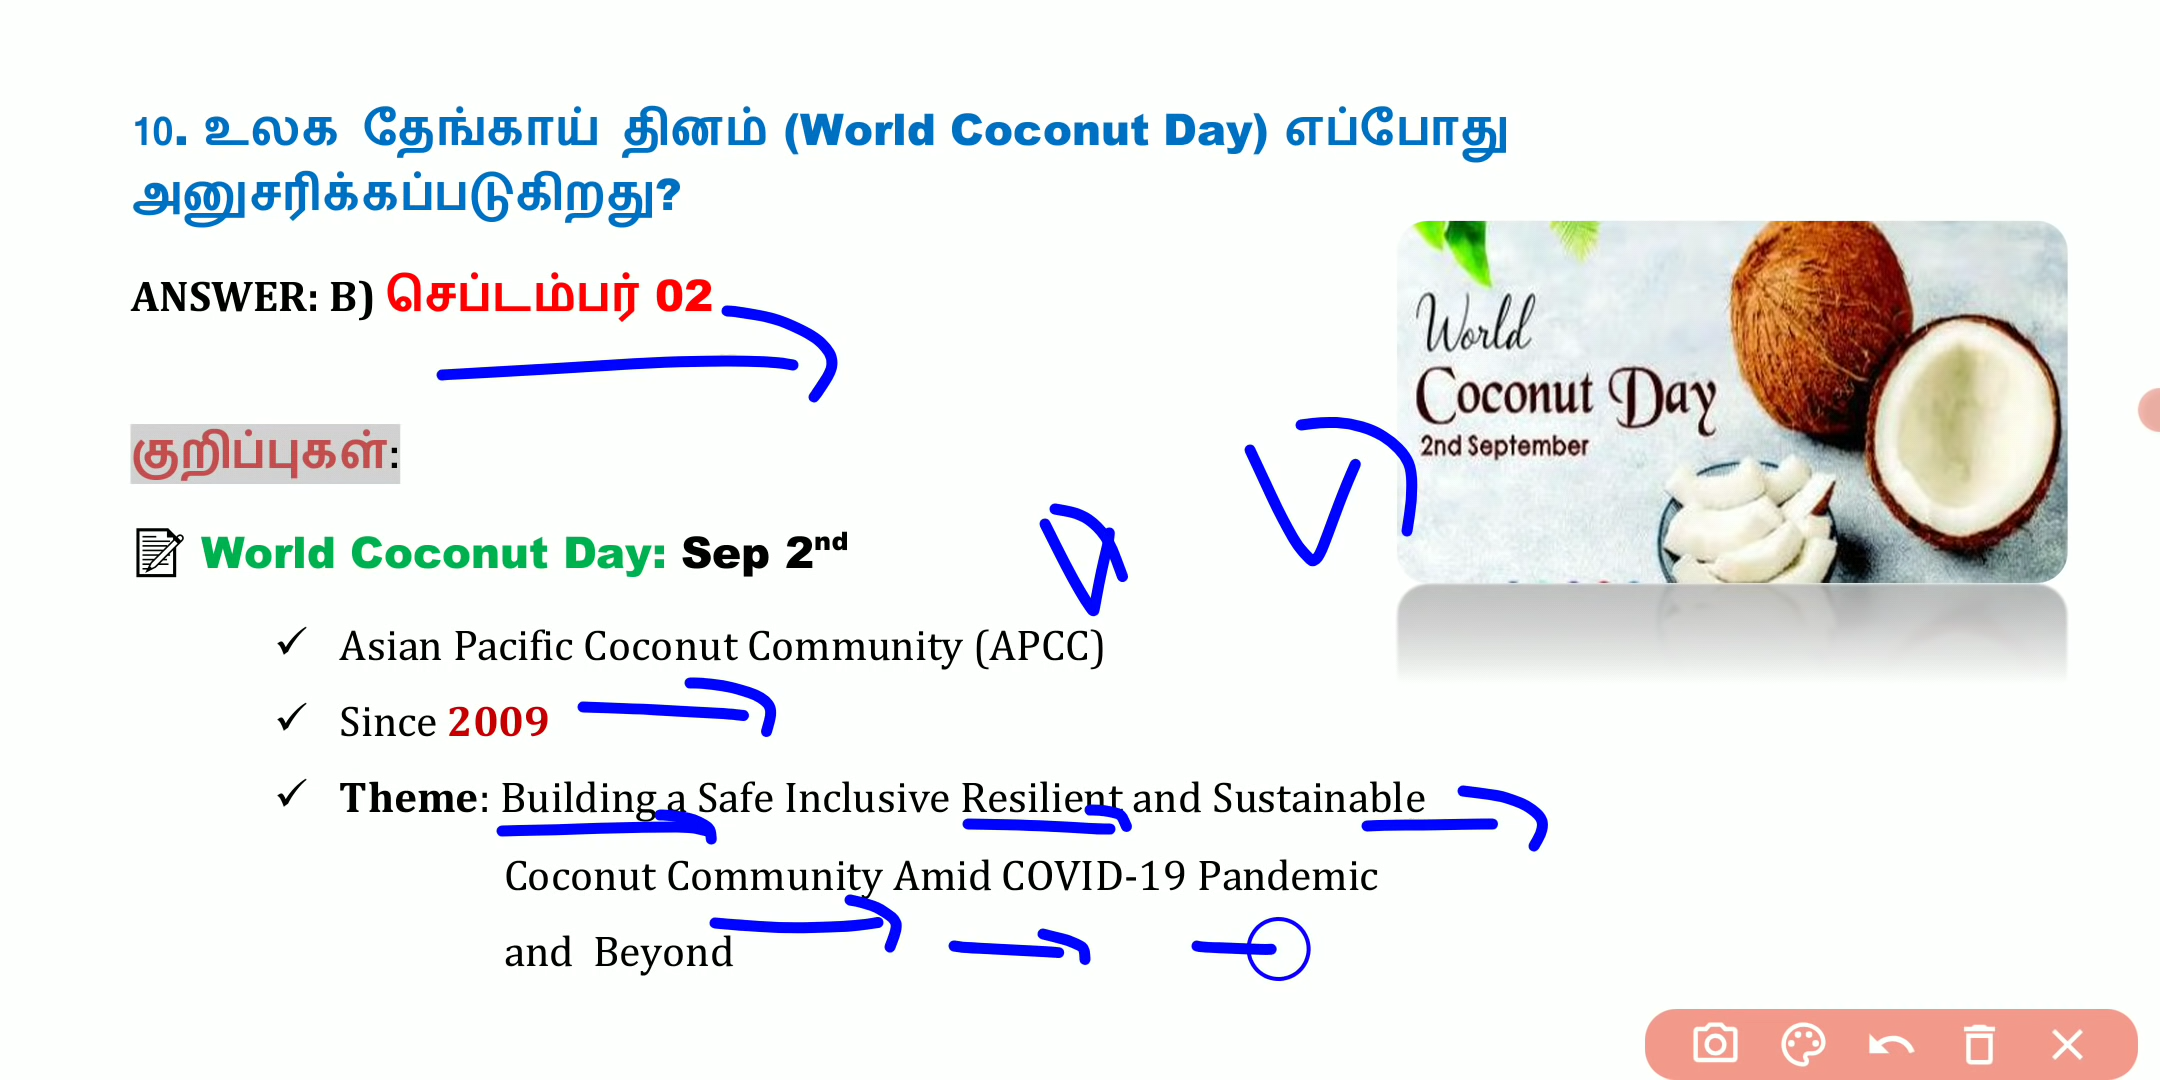 10. உலக தேங்காய் தினம் (World Coconut Day) எப்போது
அனுசரிக்கப்படுகிறது?
ANSWER: B) செப்டம்பர் 02
குறிப்புகள்:
World Coconut Day: Sep 2nd
✓ Asian Pacific Coconut Community (APCC)
✓ Since 2009
✓ Theme: Building a Safe Inclusive Resilient and Sustainable
Coconut Community Amid COVID-19 Pandemic
and Beyond
World
Coconut Day
2nd September